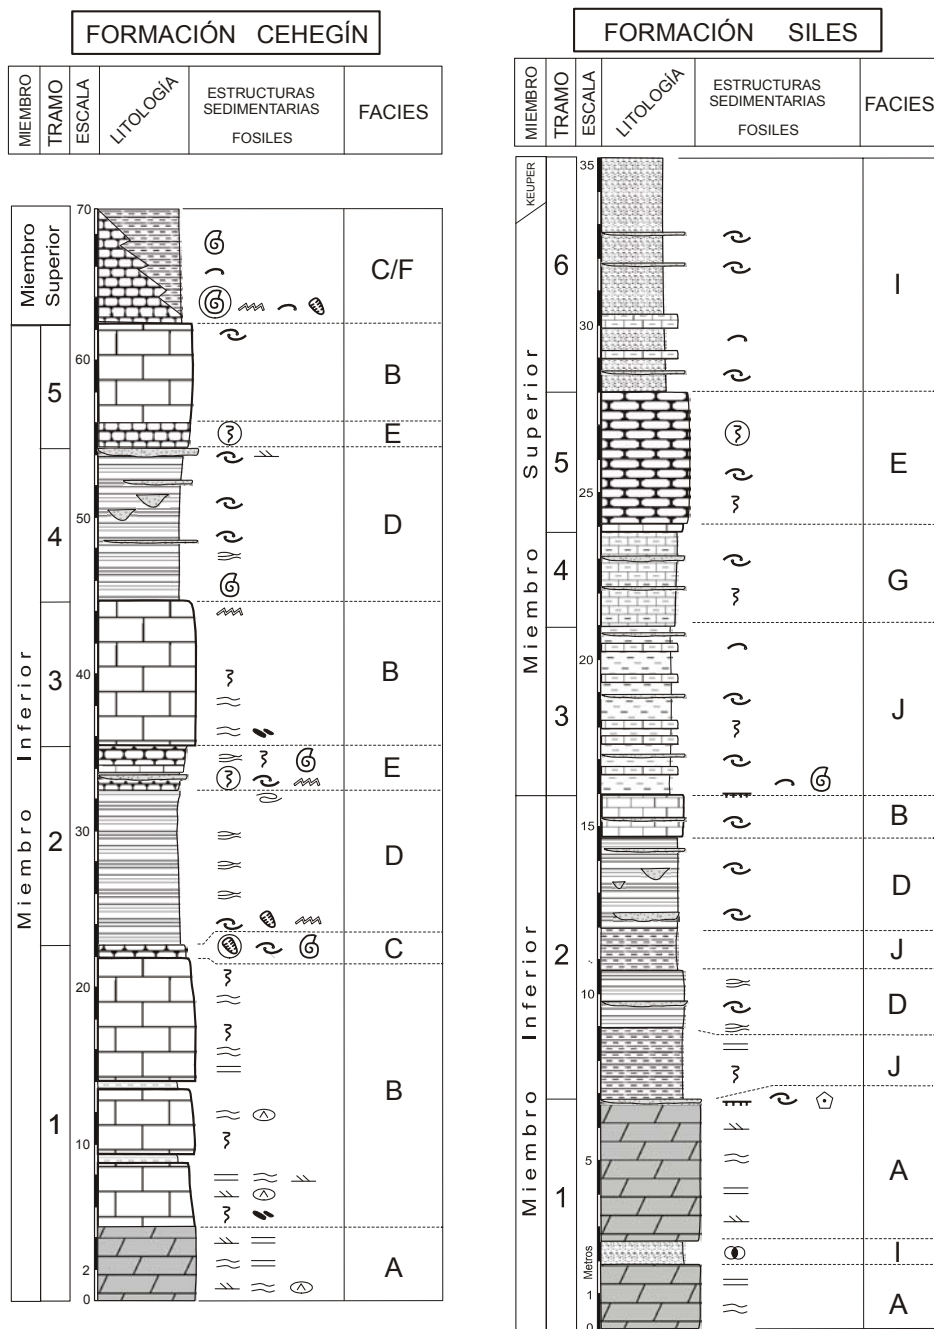 FORMACIÓN CEHEGÍN
MIEMBRO
TRAMO
ESCALA
LITOLOGÍA
ESTRUCTURAS
SEDIMENTARIAS
FOSILES
FACIES
Miembro
Superior
Miembro Inferior
5
4
3
2
1
70
60
50
40
30
20
10
2
0
C/F
B
E
D
B
E
D
C
B
A
FORMACIÓN SILES
MIEMBRO
TRAMO
ESCALA
LITOLOGÍA
ESTRUCTURAS
SEDIMENTARIAS
FOSILES
FACIES
KEUPER
Miembro Superior
Miembro Inferior
6
5
4
3
2
1
35
30
25
20
15
10
5
Metros
1
0
I
E
G
J
B
D
J
D
J
A
I
A